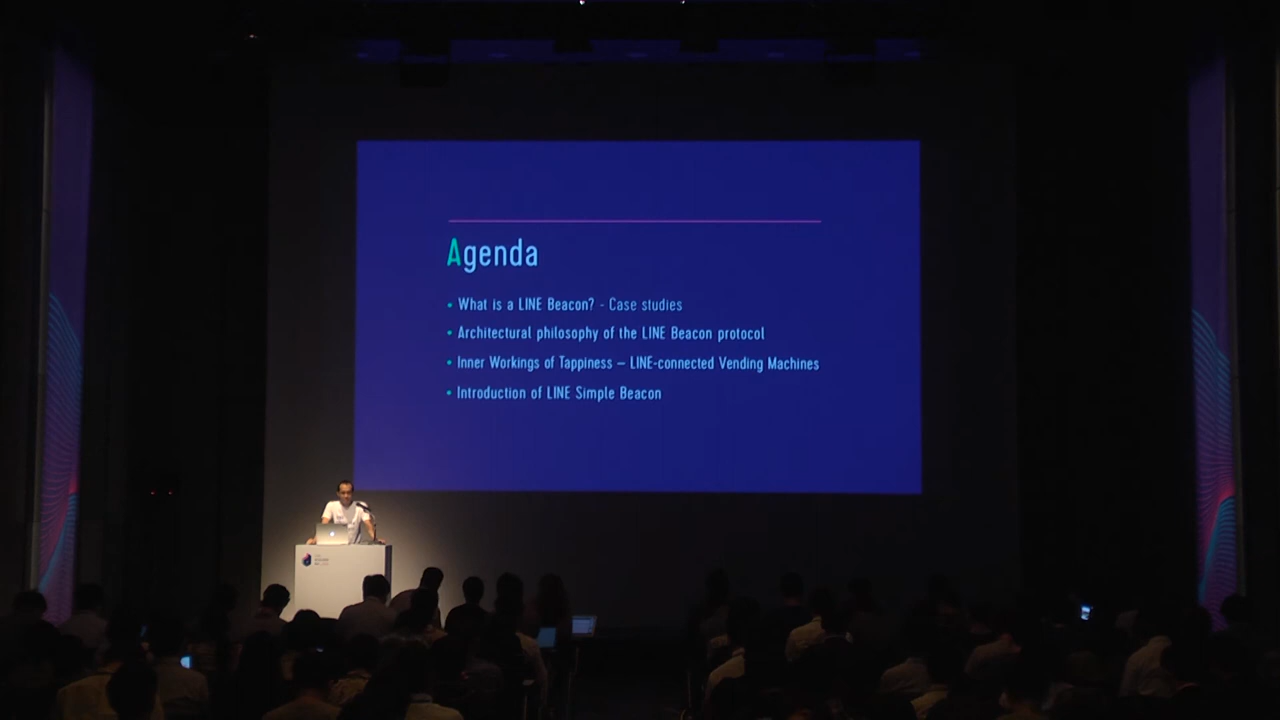 Agenda
• What is a LINE Beacon? - Case studies
• Architectural philosophy of the LINE Beacon protocol
• Inner Workings of Tappiness – LINE-connected Vending Machines
• Introduction of LINE Simple Beacon